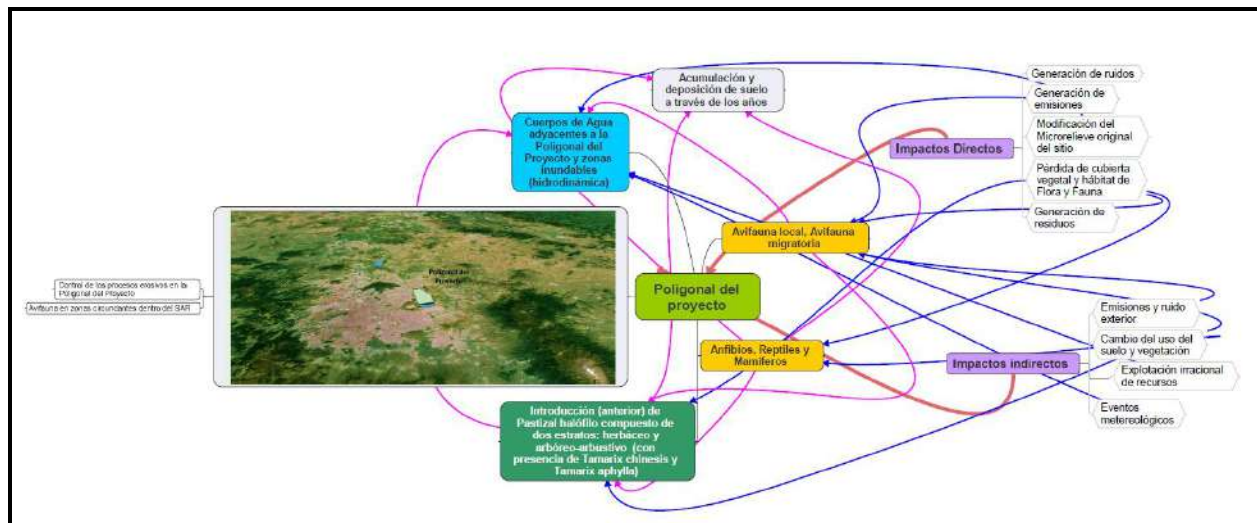 Acumulación y
deposición de suelo
a través de los años
Cuerpos de Agua
adyacentes a la
Poligonal del
Proyecto y zonas
inundables
(hidrodinámica)
Impactos Directos
Generación de ruidos
Generación de
emisiones
Modificación del
Microrelieve original
del sitio
Pérdida de cubierta
vegetal y hábitat de
Flora y Fauna
Generación de
residuos
Avifauna local, Avifauna
migratoria
Poligonal del
Proyecto
Control de los procesos erosivos en la
Poligonal del Proyecto
Avifauna en zonas circundantes dentro del SAR
Poligonal del
proyecto
Anfibios, Reptiles y
Mamíferos
Impactos indirectos
Emisiones y ruido
exterior
Cambio del uso del
suelo y vegetación
Explotación irracional
de recursos
Eventos
metereológicos
Introducción (anterior) de
Pastizal halófilo compuesto de
dos estratos: herbáceo y
arbóreo-arbustivo (con
presencia de Tamarix chinesis y
Tamarix aphylla)